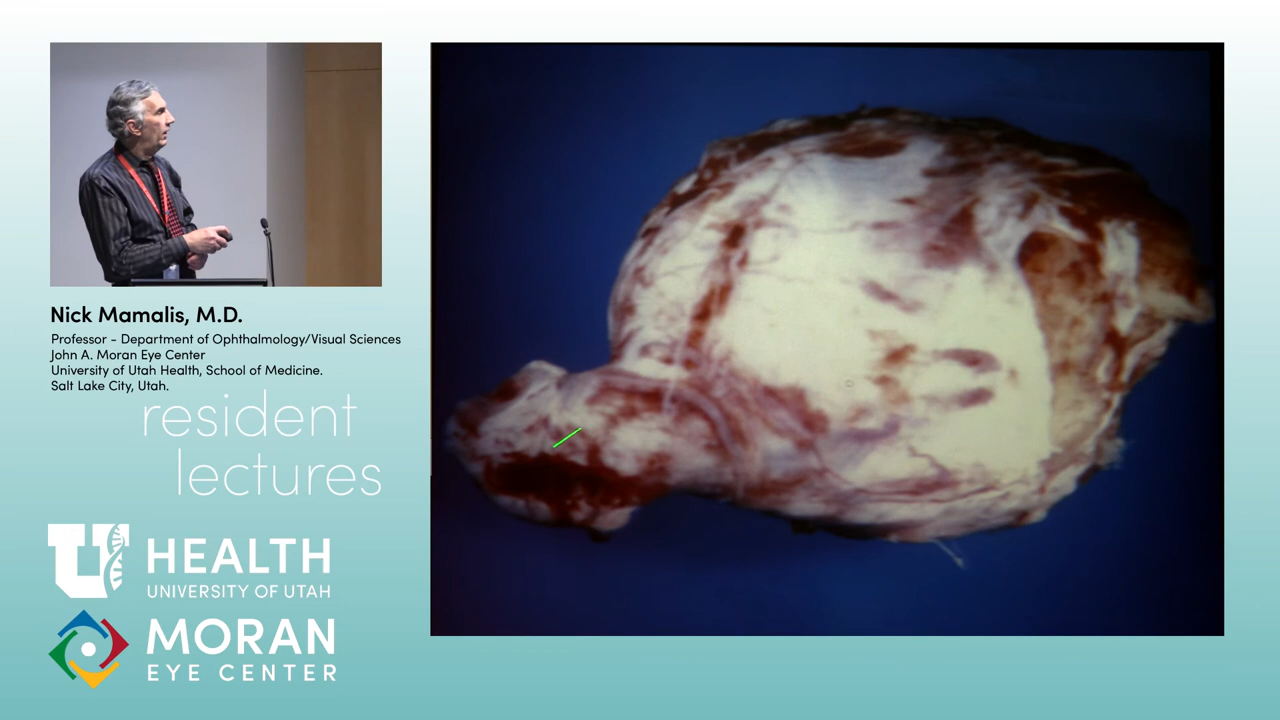 Nick Mamalis, M.D.
Professor - Department of Ophthalmology/Visual Sciences
John A. Moran Eye Center
University of Utah Health, School of Medicine.
Salt Lake City, Utah.
resident
lectures
U HEALTH
UNIVERSITY OF UTAH
MORAN
EYE CENTER